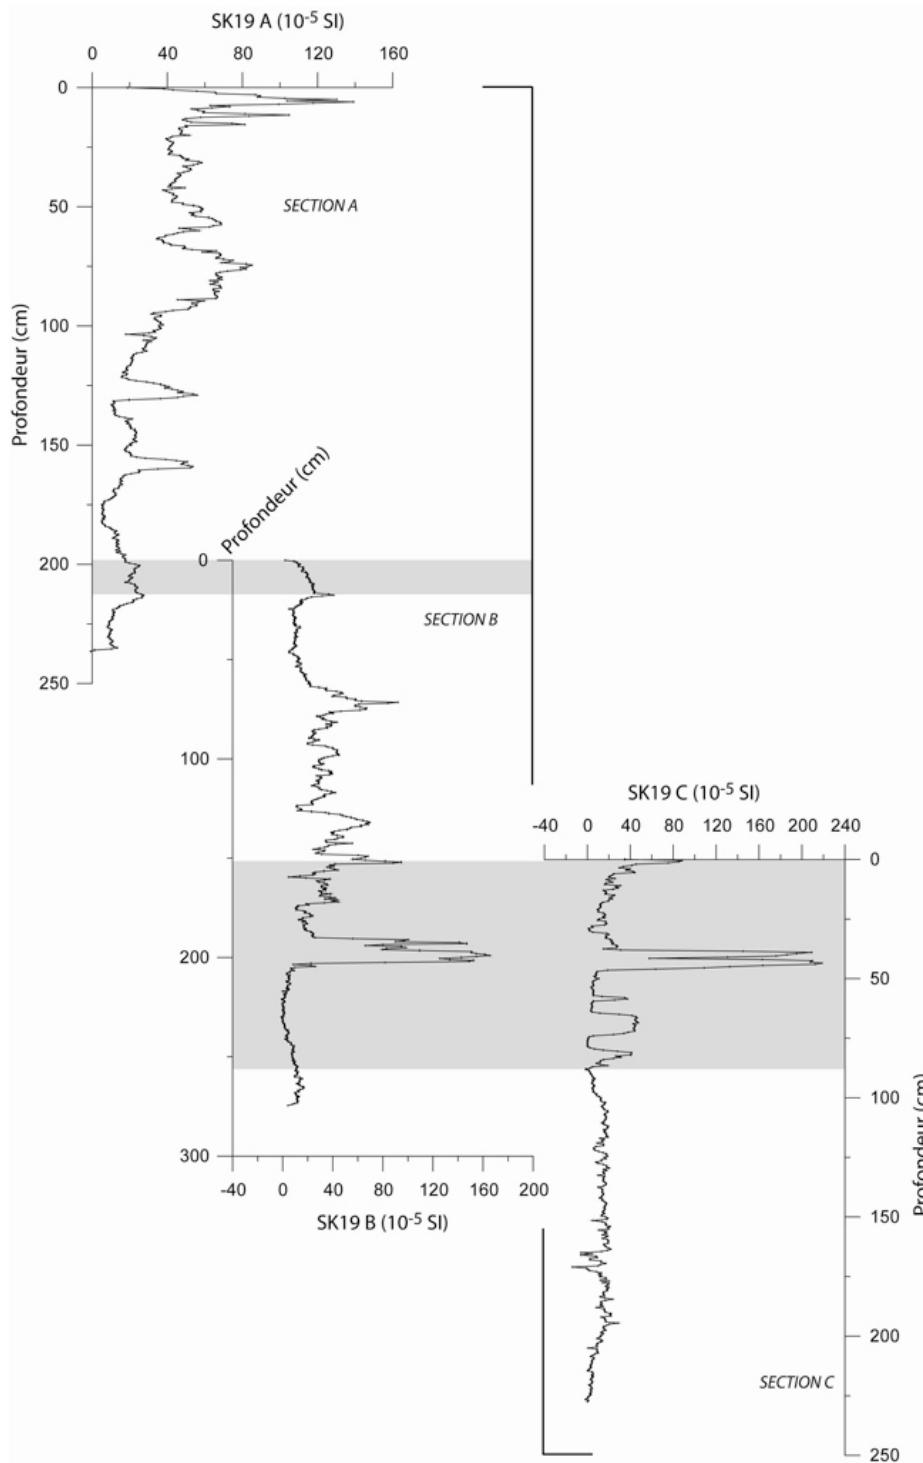 SK19 A (10-5 SI)
0 40 80 120 160
0
50
100
150
200
250
Profondeur (cm)
SECTION A
Profondeur (cm)
0
100
200
300
SECTION B
-40 0 40 80 120 160 200
SK19 B (10-5 SI)
SK19 C (10-5 SI)
-40 0 40 80 120 160 200 240
0
50
100
150
200
250
Profondeur (cm)
SECTION C